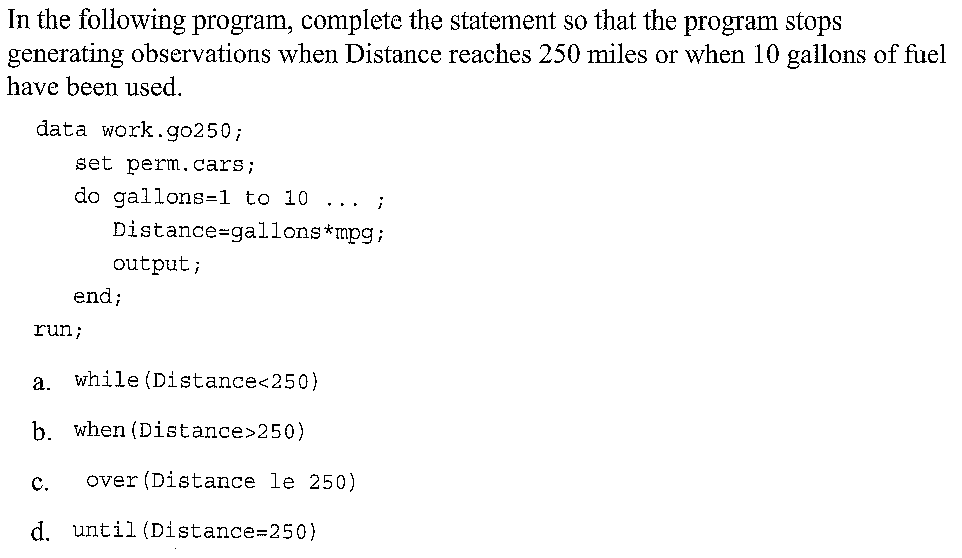 In the following program, complete the statement so that the program stops
generating observations when Distance reaches 250 miles or when 10 gallons of fuel
have been used.
data work.go250;
set perm.cars;
do gallons=1 to 10 ... ;
Distance=gallons*mpg;
output;
end;
run;
a. while(Distance<250)
b. when(Distance>250)
c. over(Distance le 250)
d. until(Distance=250)